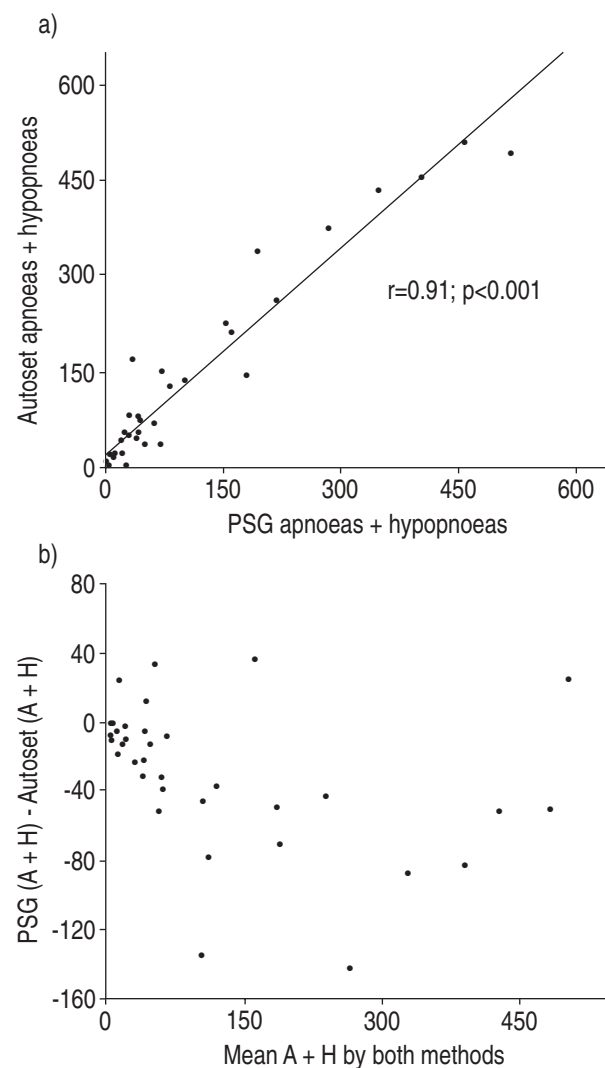 a)
600
450
300
150
0
Autoset apnoeas + hypopnoeas
r=0.91; p<0.001
0 150 300 450 600
PSG apnoeas + hypopnoeas
b)
80
40
0
-40
-80
-120
-160
PSG (A + H) - Autoset (A + H)
0 150 300 450
Mean A + H by both methods